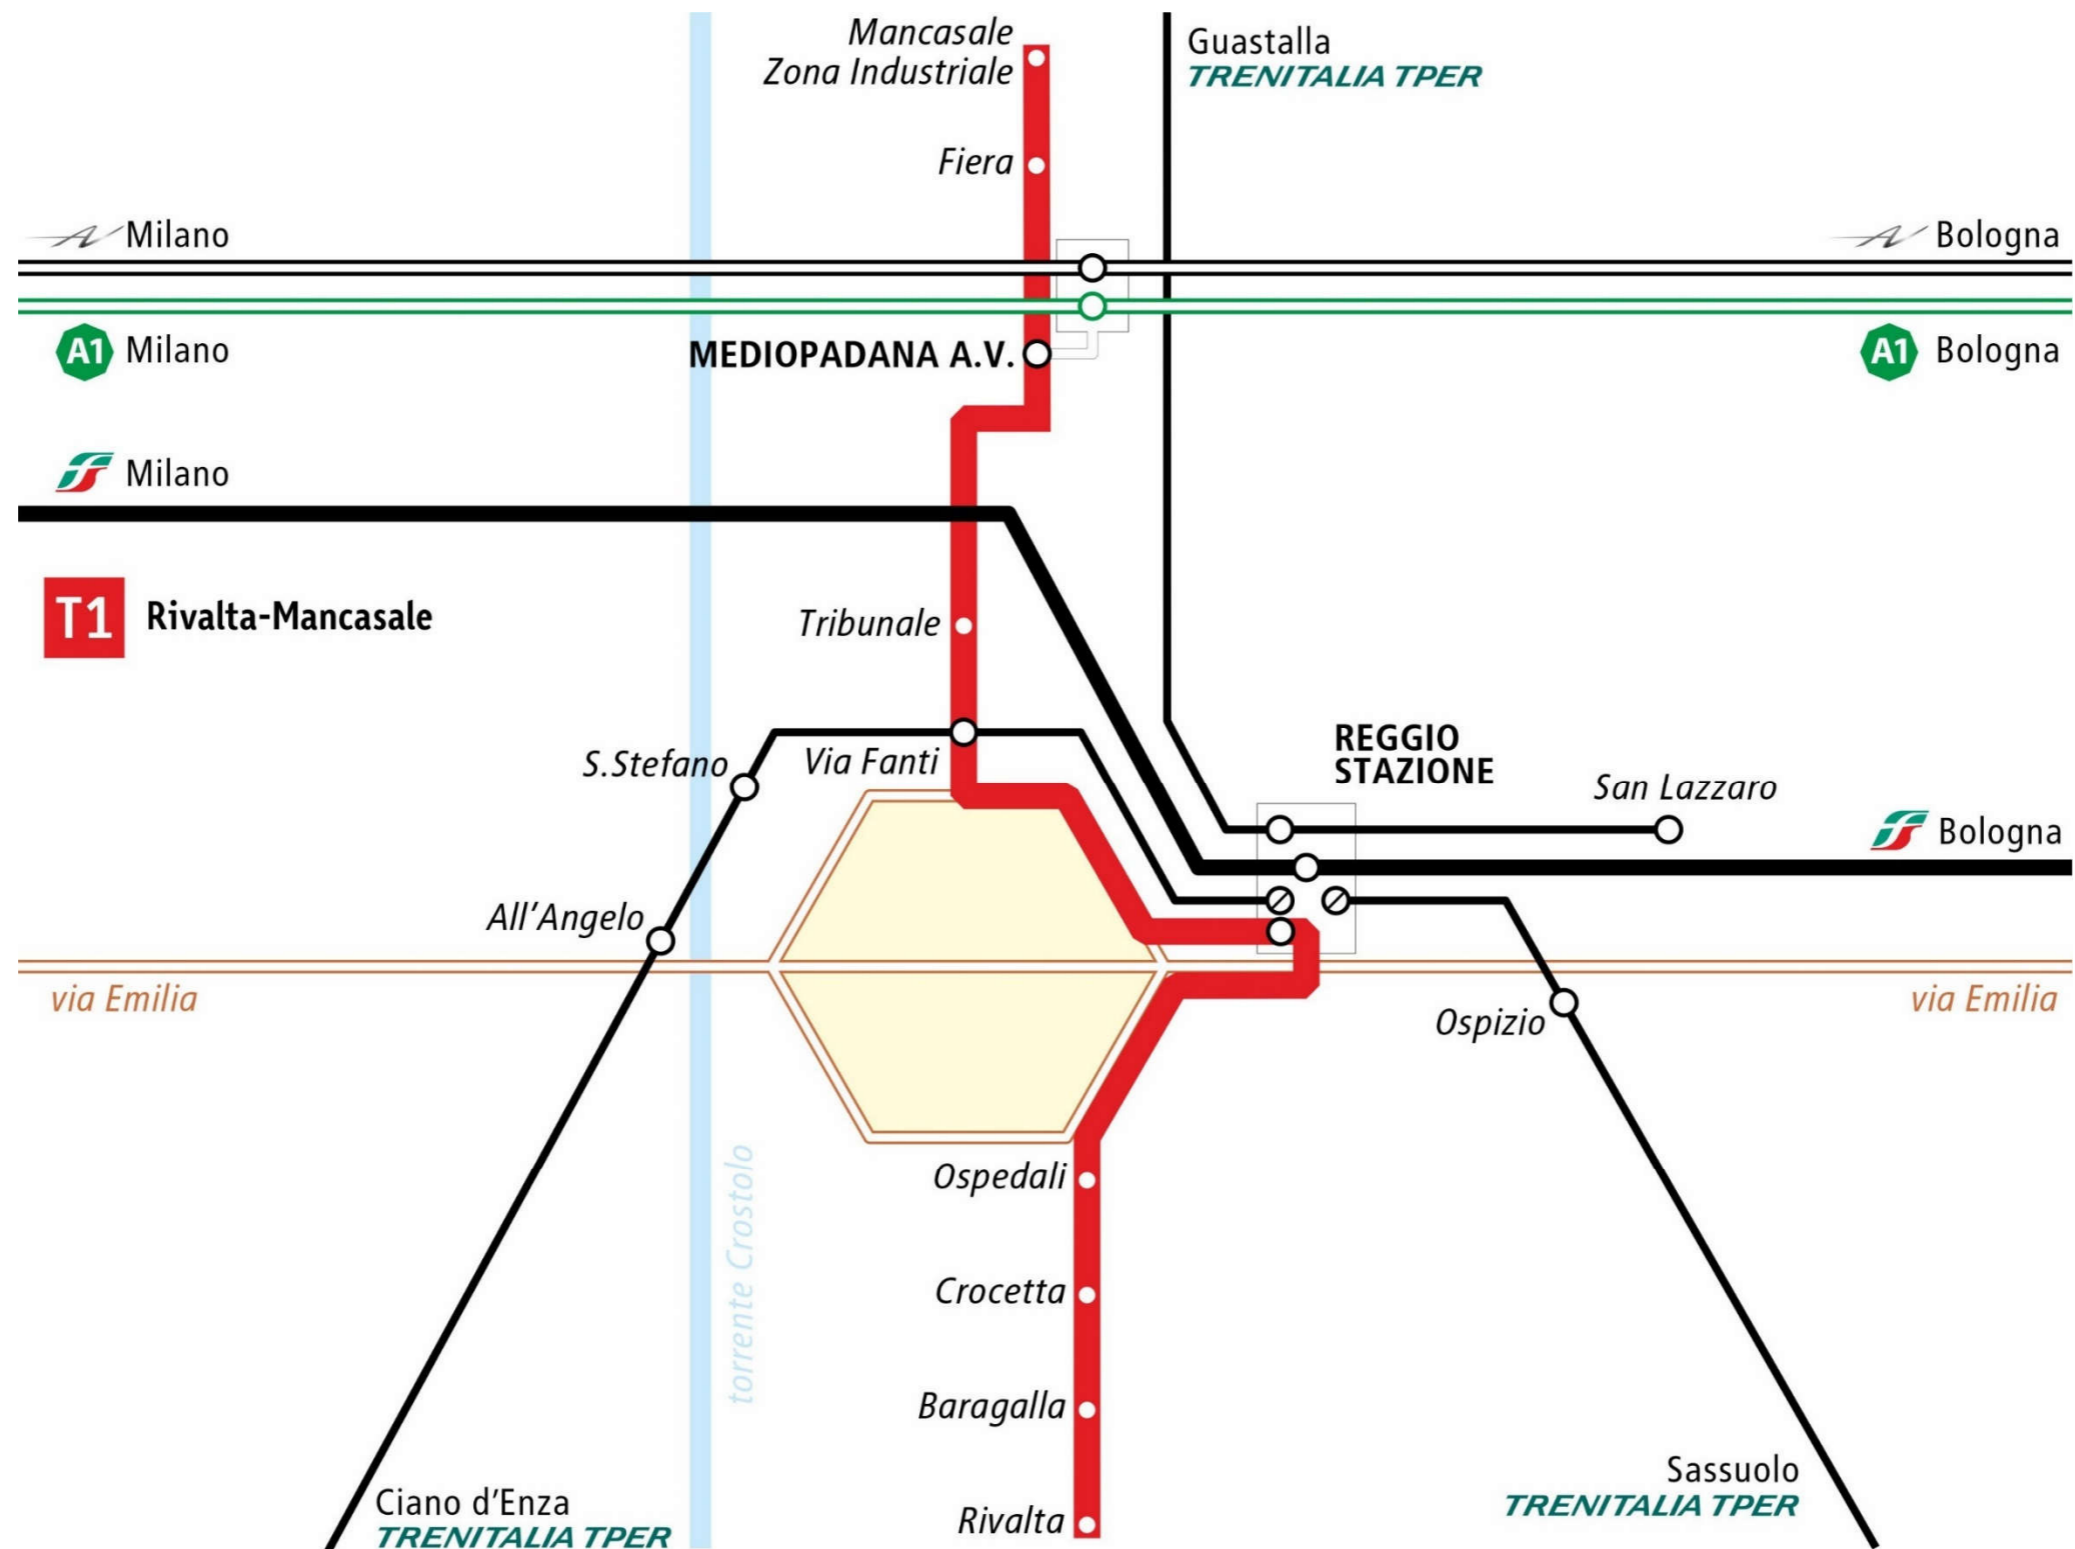 Mancasale
Zona Industriale
Guastalla
TRENITALIA TPER
Fiera
Milano
Bologna
A1 Milano
MEDIOPADANA A.V.
A1 Bologna
Milano
T1 Rivalta-Mancasale
Tribunale
S.Stefano
Via Fanti
REGGIO
STAZIONE
San Lazzaro
Bologna
All'Angelo
via Emilia
via Emilia
Ospizio
torrente Crostolo
Ospedali
Crocetta
Baragalla
Rivalta
Ciano d'Enza
TRENITALIA TPER
Sassuolo
TRENITALIA TPER